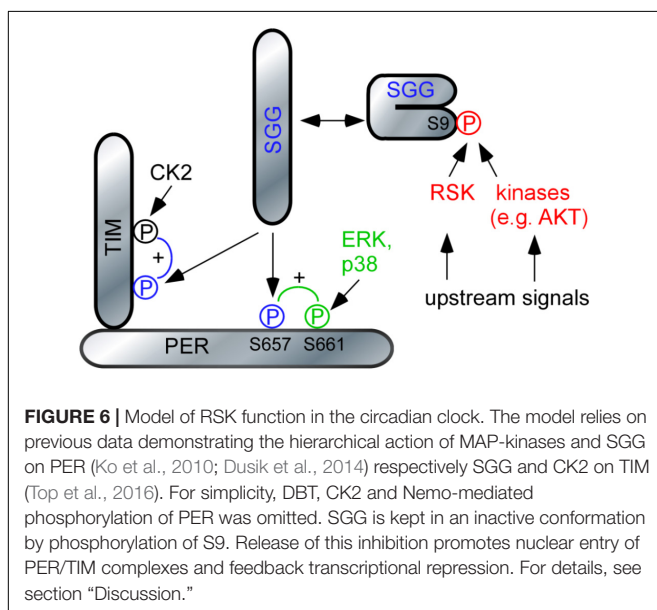 SGG
SGG
S9 P
CK2
TIM
P
+
P
RSK
kinases
(e.g. AKT)
ERK,
p38
+
P
P
upstream signals
PER
S657
S661
FIGURE 6 | Model of RSK function in the circadian clock. The model relies on
previous data demonstrating the hierarchical action of MAP-kinases and SGG
on PER (Ko et al., 2010; Dusik et al., 2014) respectively SGG and CK2 on TIM
(Top et al., 2016). For simplicity, DBT, CK2 and Nemo-mediated
phosphorylation of PER was omitted. SGG is kept in an inactive conformation
by phosphorylation of S9. Release of this inhibition promotes nuclear entry of
PER/TIM complexes and feedback transcriptional repression. For details, see
section “Discussion.”